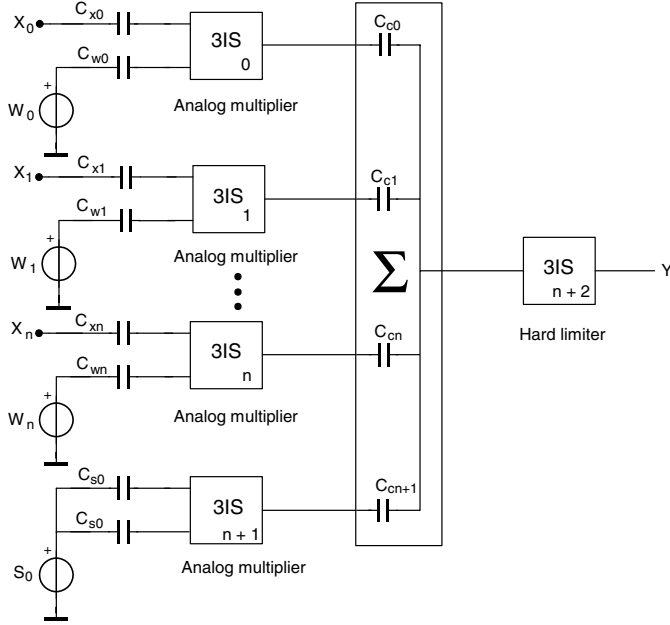 X0 Cx0 3IS 0 Cc0
Cw0
W0 + Analog multiplier
X1 Cx1 3IS 1 Cc1
Cw1
W1 + Analog multiplier
Σ 3IS n + 2 Y
Xn Cxn 3IS n Ccn Hard limiter
Cwn
Wn + Analog multiplier
Cs0 3IS n + 1 Ccn+1
Cs0
S0 + Analog multiplier